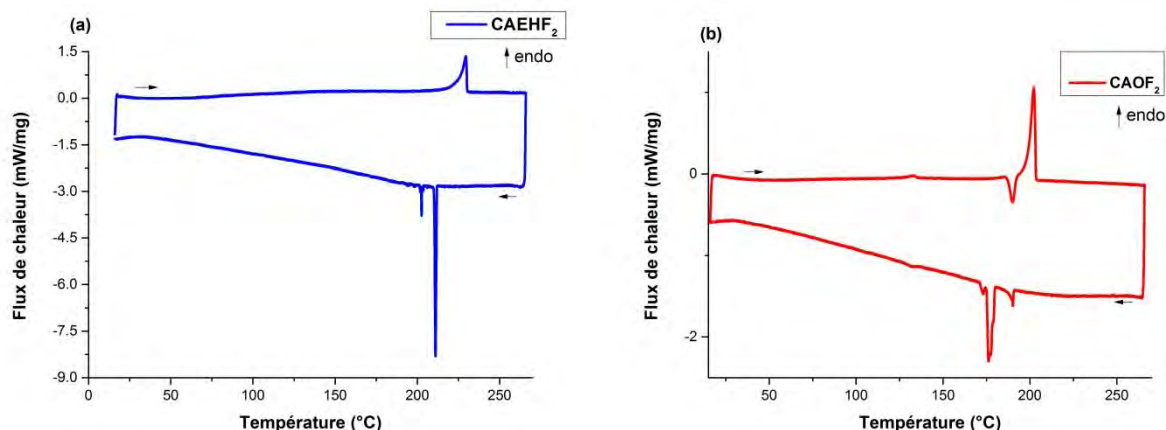 (a)
CAEHF2
endo
1.5
0.0
-1.5
-3.0
-4.5
-6.0
-7.5
-9.0
0
50
100
150
200
250
Flux de chaleur (mW/mg)
Température (°C)
(b)
CAOF2
endo
0
-2
50
100
150
200
250
Flux de chaleur (mW/mg)
Température (°C)